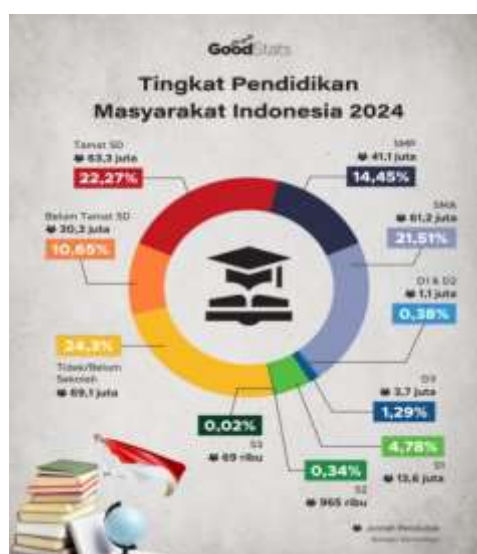 GoodStats
Tingkat Pendidikan
Masyarakat Indonesia 2024
Tamat SD
63,3 juta
22,27%
SMP
41,1 juta
14,45%
Belum Tamat SD
30,3 juta
10,65%
SMA
61,2 juta
21,51%
D1 & D2
1,1 juta
0,38%
24,3%
Tidak/Belum
Sekolah
69,1 juta
D3
3,7 juta
1,29%
0,02%
S3
69 ribu
4,78%
S1
13,6 juta
0,34%
S2
965 ribu
Jumlah Penduduk